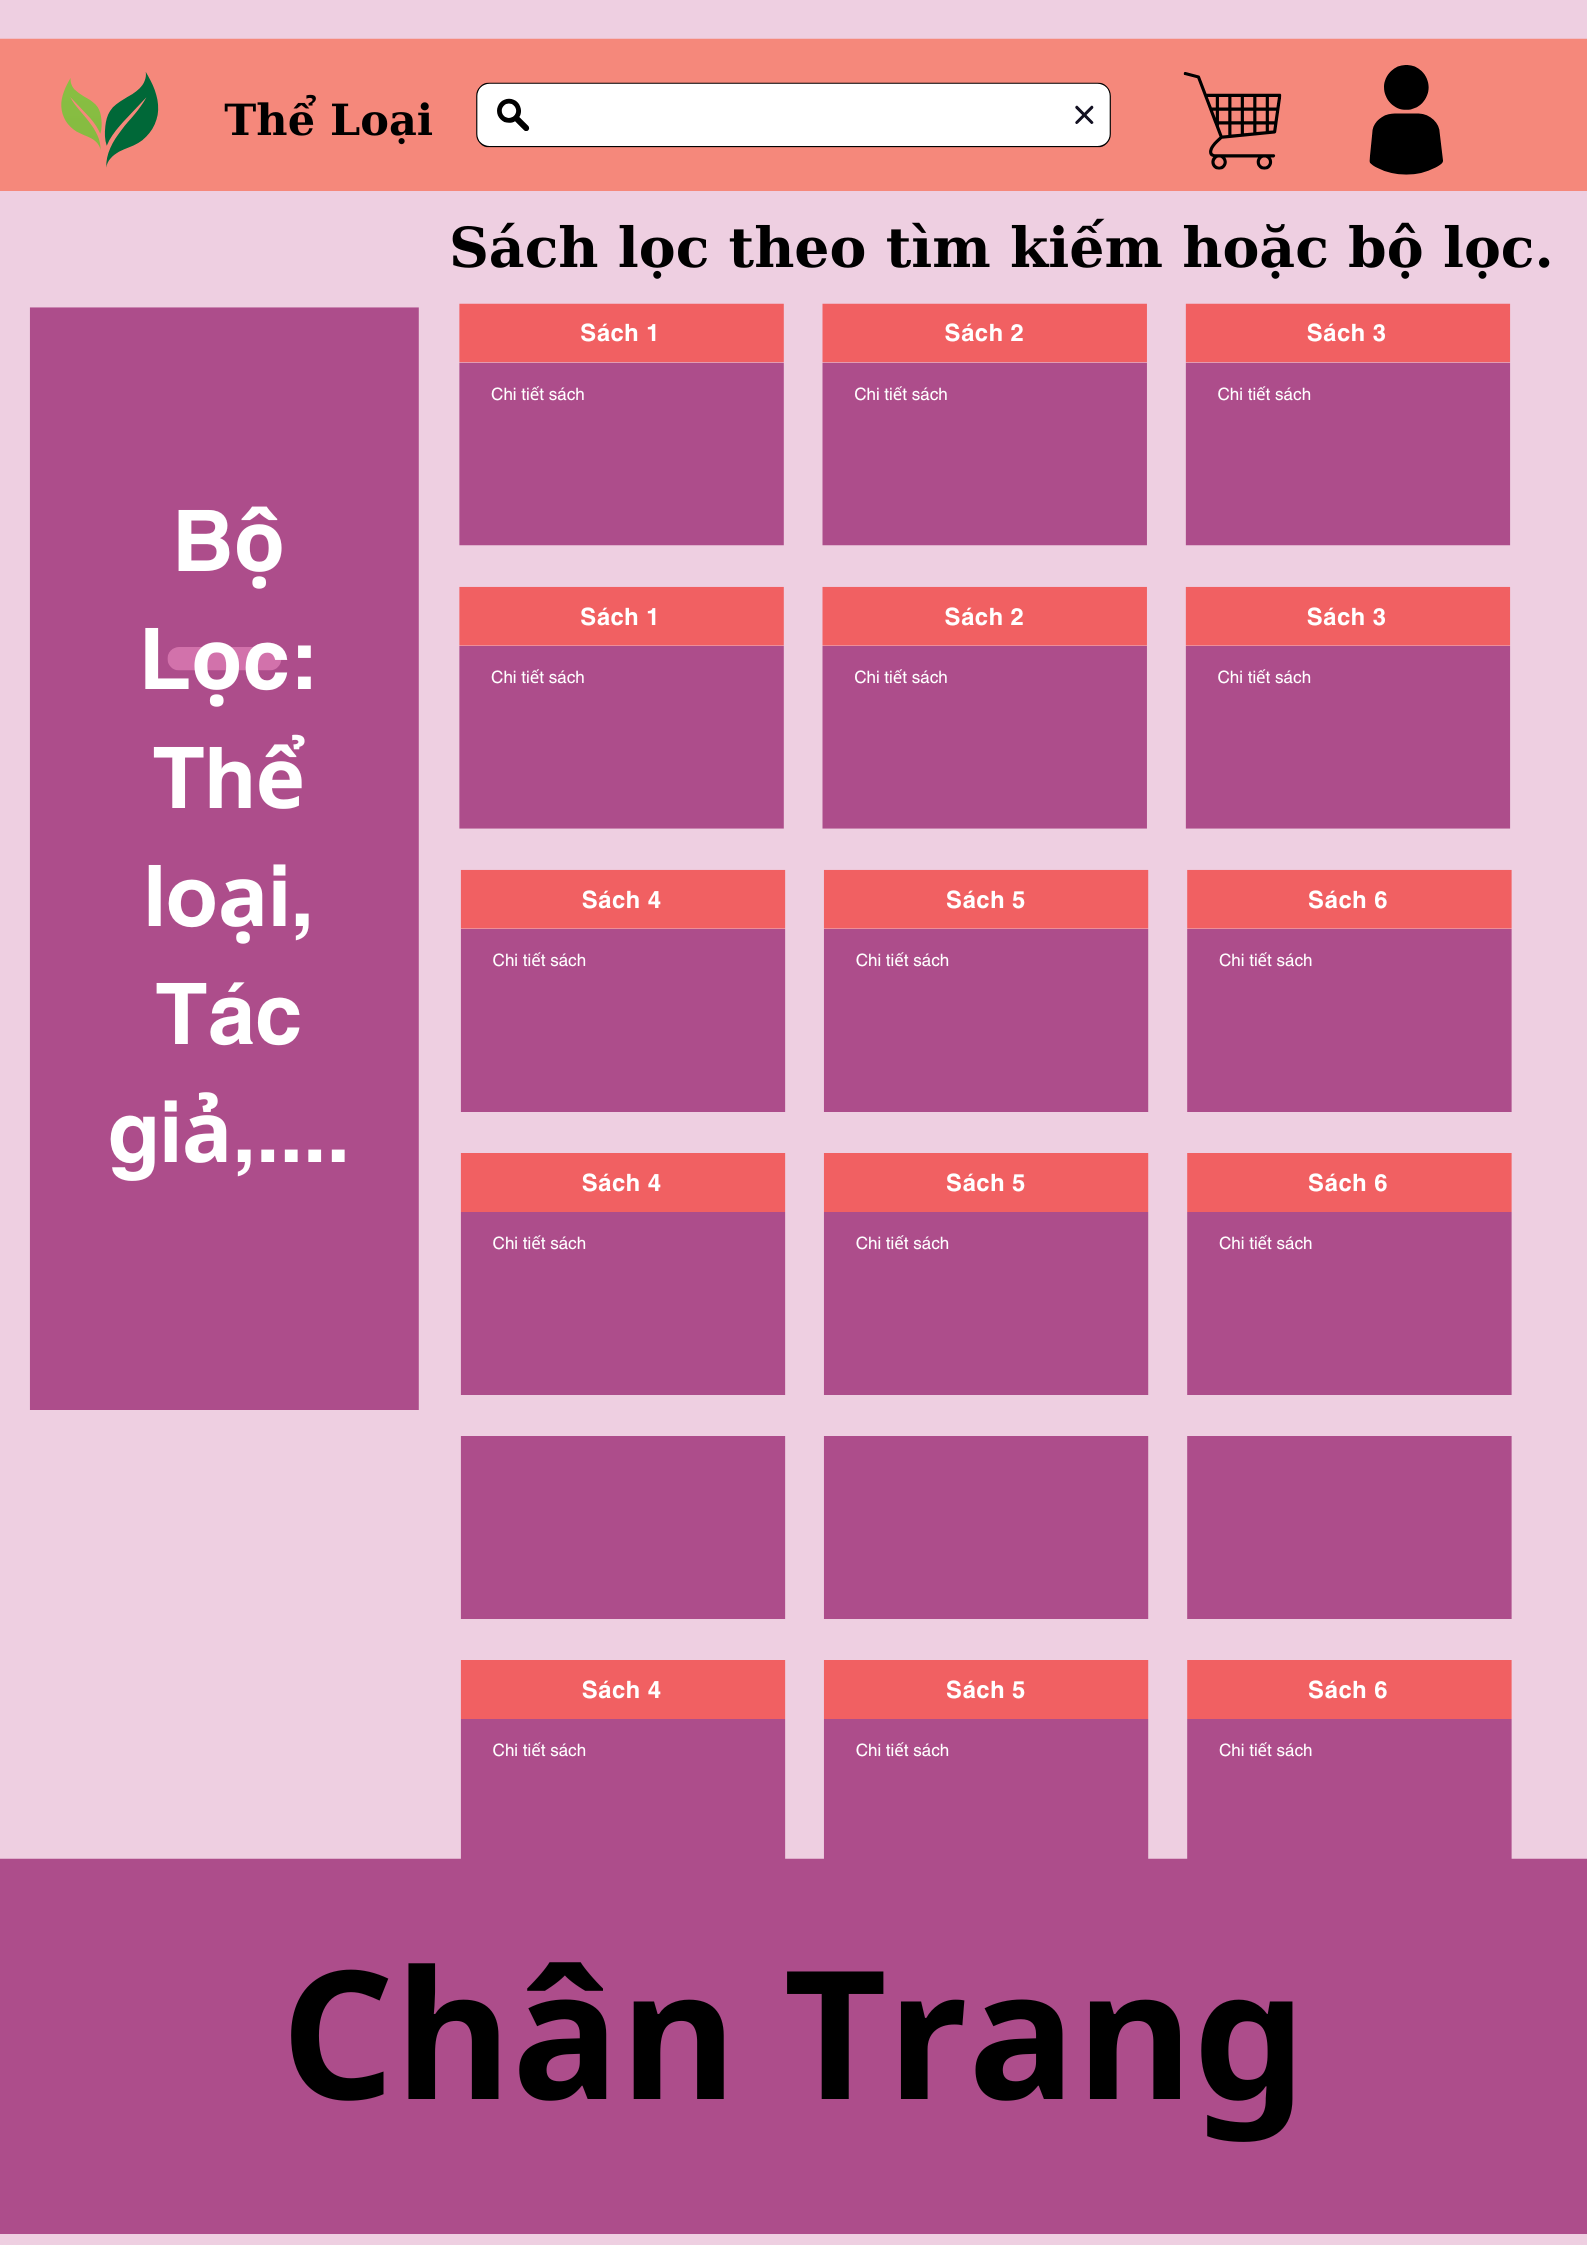 Thể Loại
Sách lọc theo tìm kiếm hoặc bộ lọc.
Bộ
Lọc:
Thể
loại,
Tác
giả,....
Sách 1
Chi tiết sách
Sách 2
Chi tiết sách
Sách 3
Chi tiết sách
Sách 1
Chi tiết sách
Sách 2
Chi tiết sách
Sách 3
Chi tiết sách
Sách 4
Chi tiết sách
Sách 5
Chi tiết sách
Sách 6
Chi tiết sách
Sách 4
Chi tiết sách
Sách 5
Chi tiết sách
Sách 6
Chi tiết sách
Sách 4
Chi tiết sách
Sách 5
Chi tiết sách
Sách 6
Chi tiết sách
Chân Trang